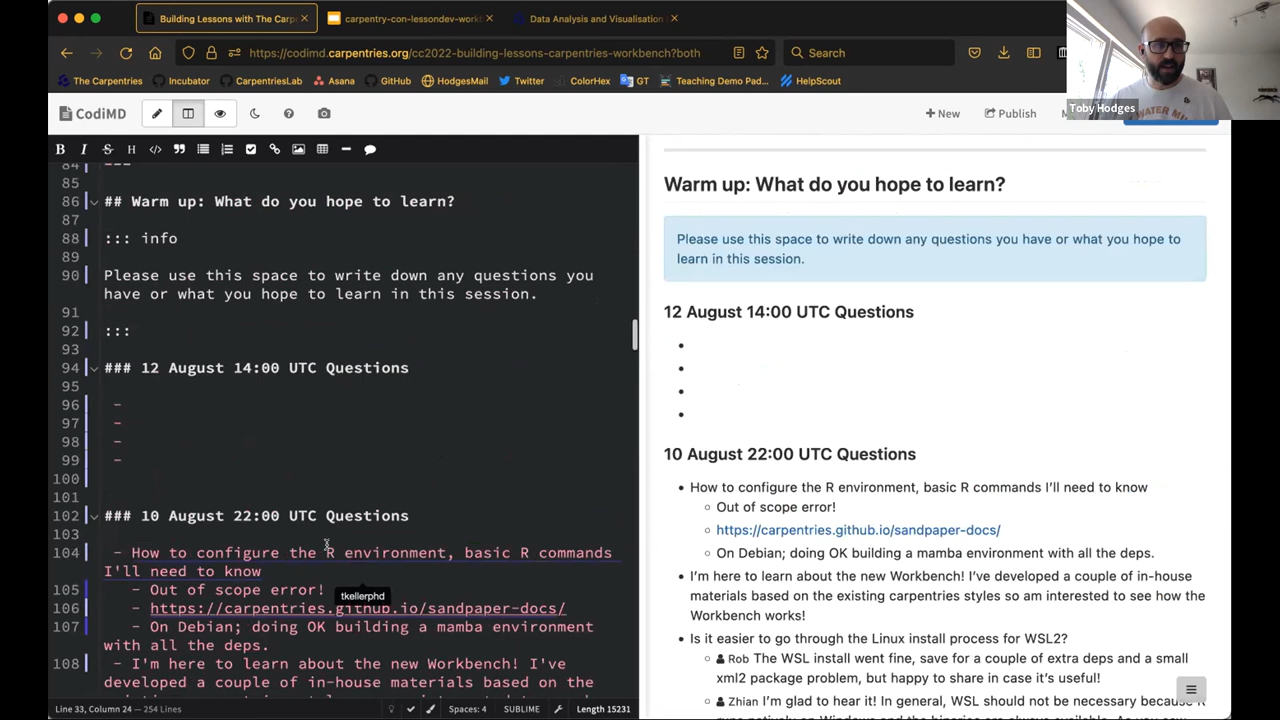 Building Lessons with The Carp
carpentry-con-lessondev-work
Data Analysis and Visualisation
https://codimd.carpentries.org/cc2022-building-lessons-carpentries-workbench?both
Search
The Carpentries
Incubator
CarpentriesLab
Asana
GitHub
HodgesMail
Twitter
ColorHex
GT
Teaching Demo Pad...
HelpScout
Toby Hodges
CodiMD
New
Publish
84
85
86 ## Warm up: What do you hope to learn?
87
88 ::: info
89
90 Please use this space to write down any questions you
have or what you hope to learn in this session.
91
92 :::
93
94 ### 12 August 14:00 UTC Questions
95
96 -
97 -
98 -
99 -
100
101
102 ### 10 August 22:00 UTC Questions
103
104 - How to configure the R environment, basic R commands
I'll need to know
105 - Out of scope error!
tkellerphd
106 - https://carpentries.github.io/sandpaper-docs/
107 - On Debian; doing OK building a mamba environment
with all the deps.
108 - I'm here to learn about the new Workbench! I've
developed a couple of in-house materials based on the
Line 33, Column 24 — 254 Lines
Spaces: 4
SUBLIME
Length 15231
Warm up: What do you hope to learn?
Please use this space to write down any questions you have or what you hope to
learn in this session.
12 August 14:00 UTC Questions
10 August 22:00 UTC Questions
• How to configure the R environment, basic R commands I'll need to know
Out of scope error!
https://carpentries.github.io/sandpaper-docs/
On Debian; doing OK building a mamba environment with all the deps.
• I'm here to learn about the new Workbench! I've developed a couple of in-house
materials based on the existing carpentries styles so am interested to see how the
Workbench works!
• Is it easier to go through the Linux install process for WSL2?
Rob The WSL install went fine, save for a couple of extra deps and a small
xml2 package problem, but happy to share in case it's useful!
Zhian I'm glad to hear it! In general, WSL should not be necessary because R